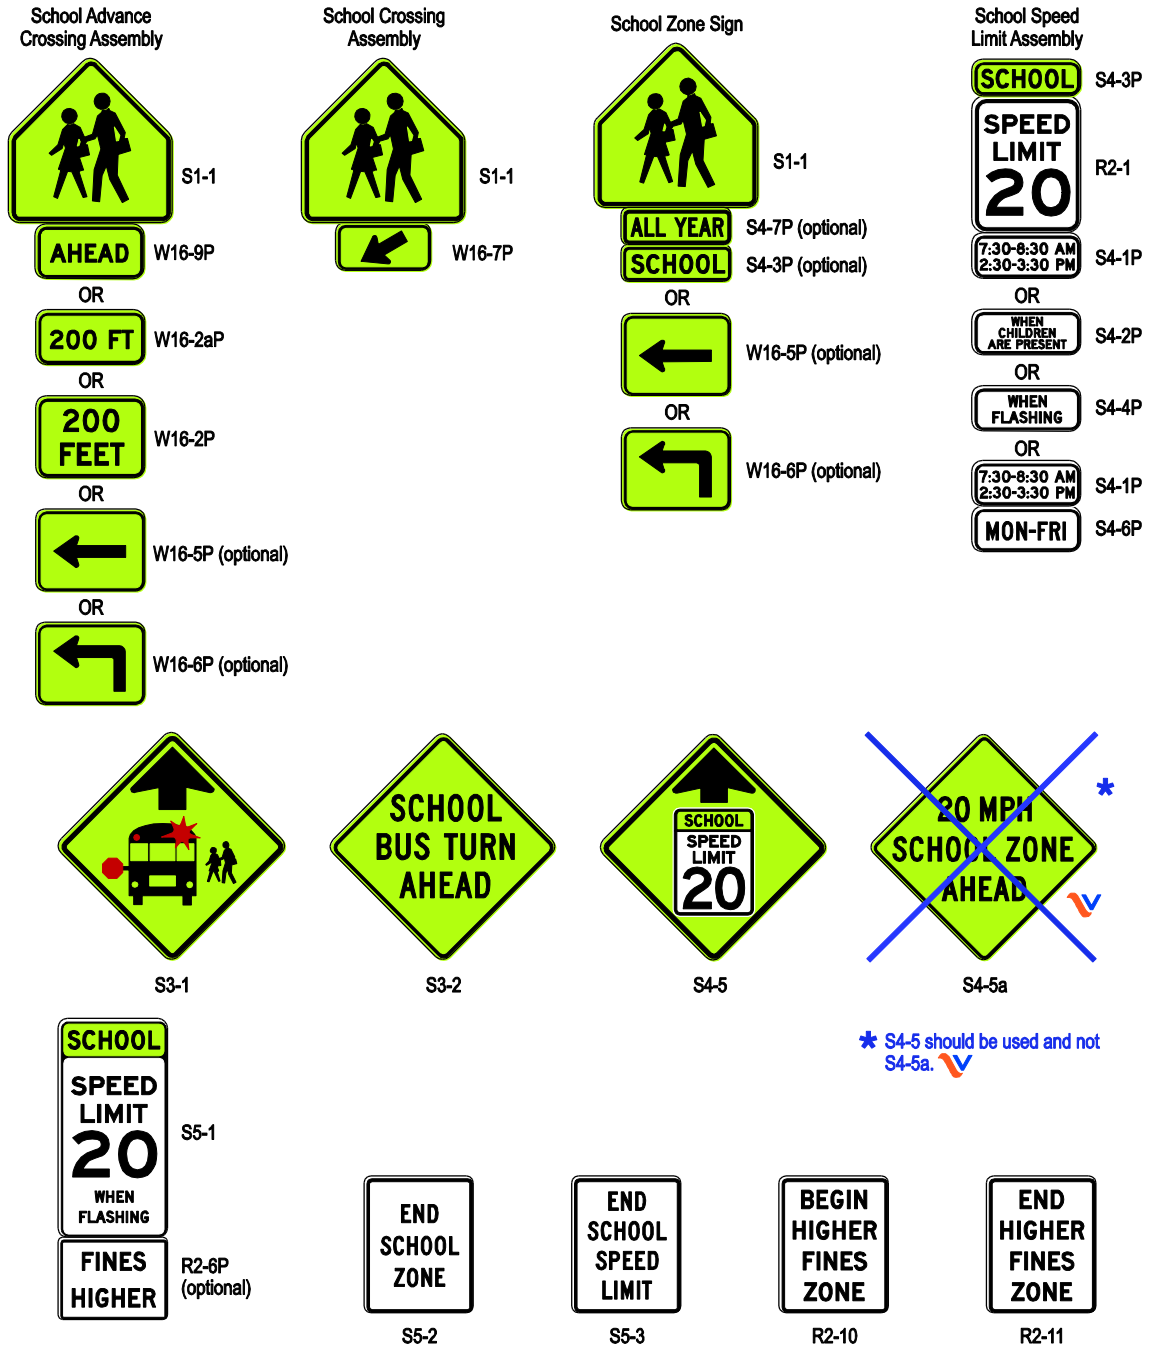 School Advance
Crossing Assembly
S1-1
AHEAD
W16-9P
OR
200 FT
W16-2aP
OR
200
FEET
W16-2P
OR
W16-5P (optional)
OR
W16-6P (optional)
School Crossing
Assembly
S1-1
W16-7P
School Zone Sign
S1-1
ALL YEAR
S4-7P (optional)
SCHOOL
S4-3P (optional)
OR
W16-5P (optional)
OR
W16-6P (optional)
School Speed
Limit Assembly
SCHOOL
S4-3P
SPEED
LIMIT
20
R2-1
7:30-8:30 AM
2:30-3:30 PM
S4-1P
OR
WHEN
CHILDREN
ARE PRESENT
S4-2P
OR
WHEN
FLASHING
S4-4P
OR
7:30-8:30 AM
2:30-3:30 PM
S4-1P
MON-FRI
S4-6P
S3-1
SCHOOL
BUS TURN
AHEAD
S3-2
SCHOOL
SPEED
LIMIT
20
S4-5
20 MPH
SCHOOL ZONE
AHEAD
*
S4-5a
* S4-5 should be used and not
S4-5a.
SCHOOL
SPEED
LIMIT
20
WHEN
FLASHING
S5-1
FINES
HIGHER
R2-6P
(optional)
END
SCHOOL
ZONE
S5-2
END
SCHOOL
SPEED
LIMIT
S5-3
BEGIN
HIGHER
FINES
ZONE
R2-10
END
HIGHER
FINES
ZONE
R2-11